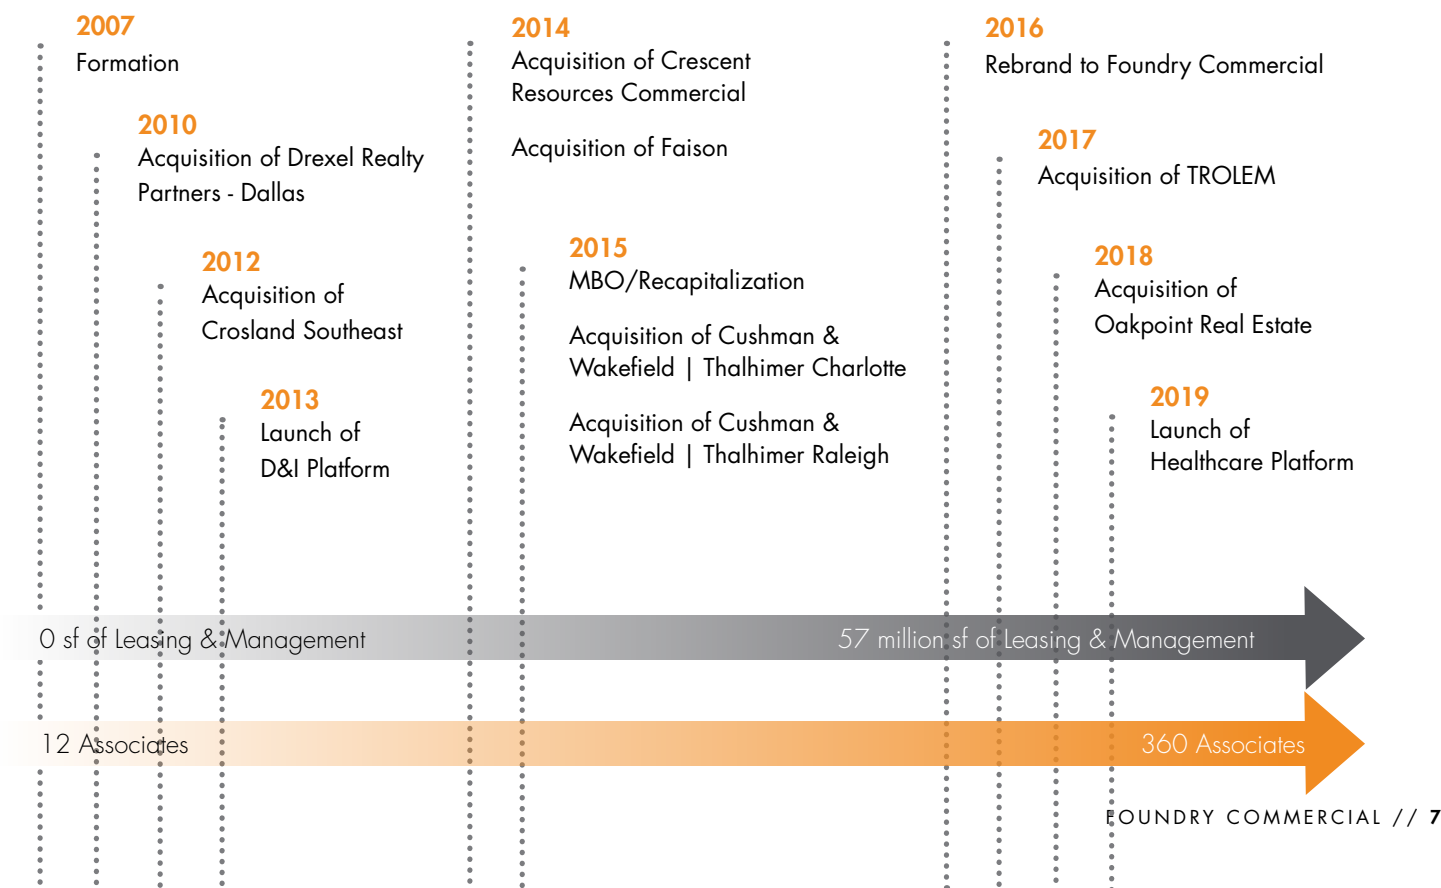 2007
Formation
2010
Acquisition of Drexel Realty
Partners - Dallas
2012
Acquisition of
Crosland Southeast
2013
Launch of
D&I Platform
2014
Acquisition of Crescent
Resources Commercial
Acquisition of Faison
2015
MBO/Recapitalization
Acquisition of Cushman &
Wakefield | Thalhimer Charlotte
Acquisition of Cushman &
Wakefield | Thalhimer Raleigh
2016
Rebrand to Foundry Commercial
2017
Acquisition of TROLEM
2018
Acquisition of
Oakpoint Real Estate
2019
Launch of
Healthcare Platform
0 sf of Leasing & Management
57 million sf of Leasing & Management
12 Associates
360 Associates
FOUNDRY COMMERCIAL // 7